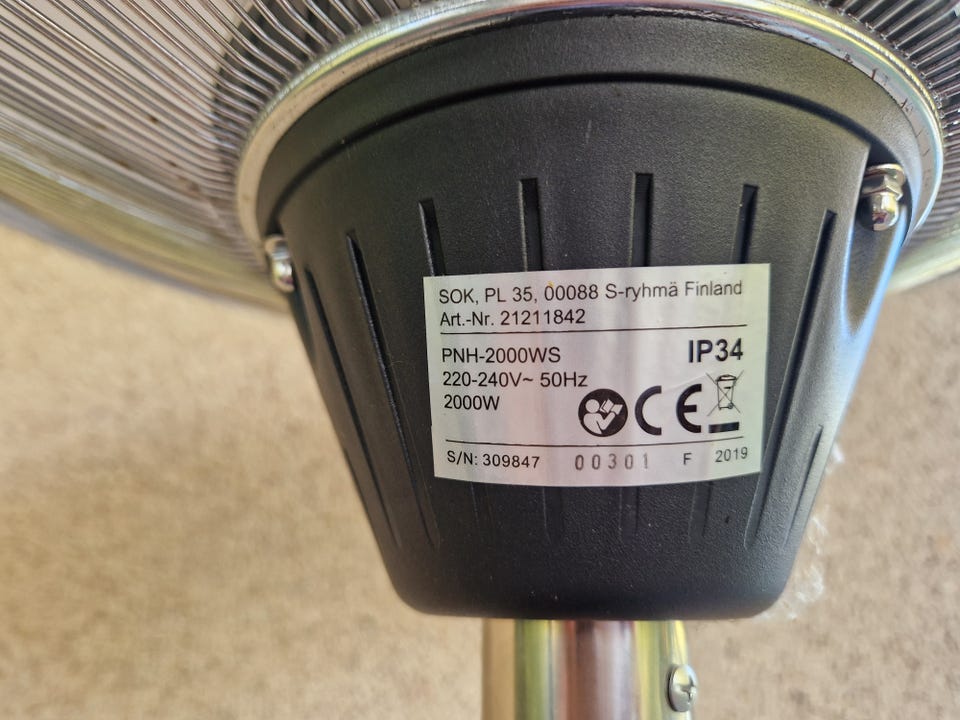 SOK, PL 35, 00088 S-ryhmä Finland
Art.-Nr. 21211842
PNH-2000WS
IP34
220-240V~ 50Hz
2000W
CE
S/N: 309847 00301 F 2019